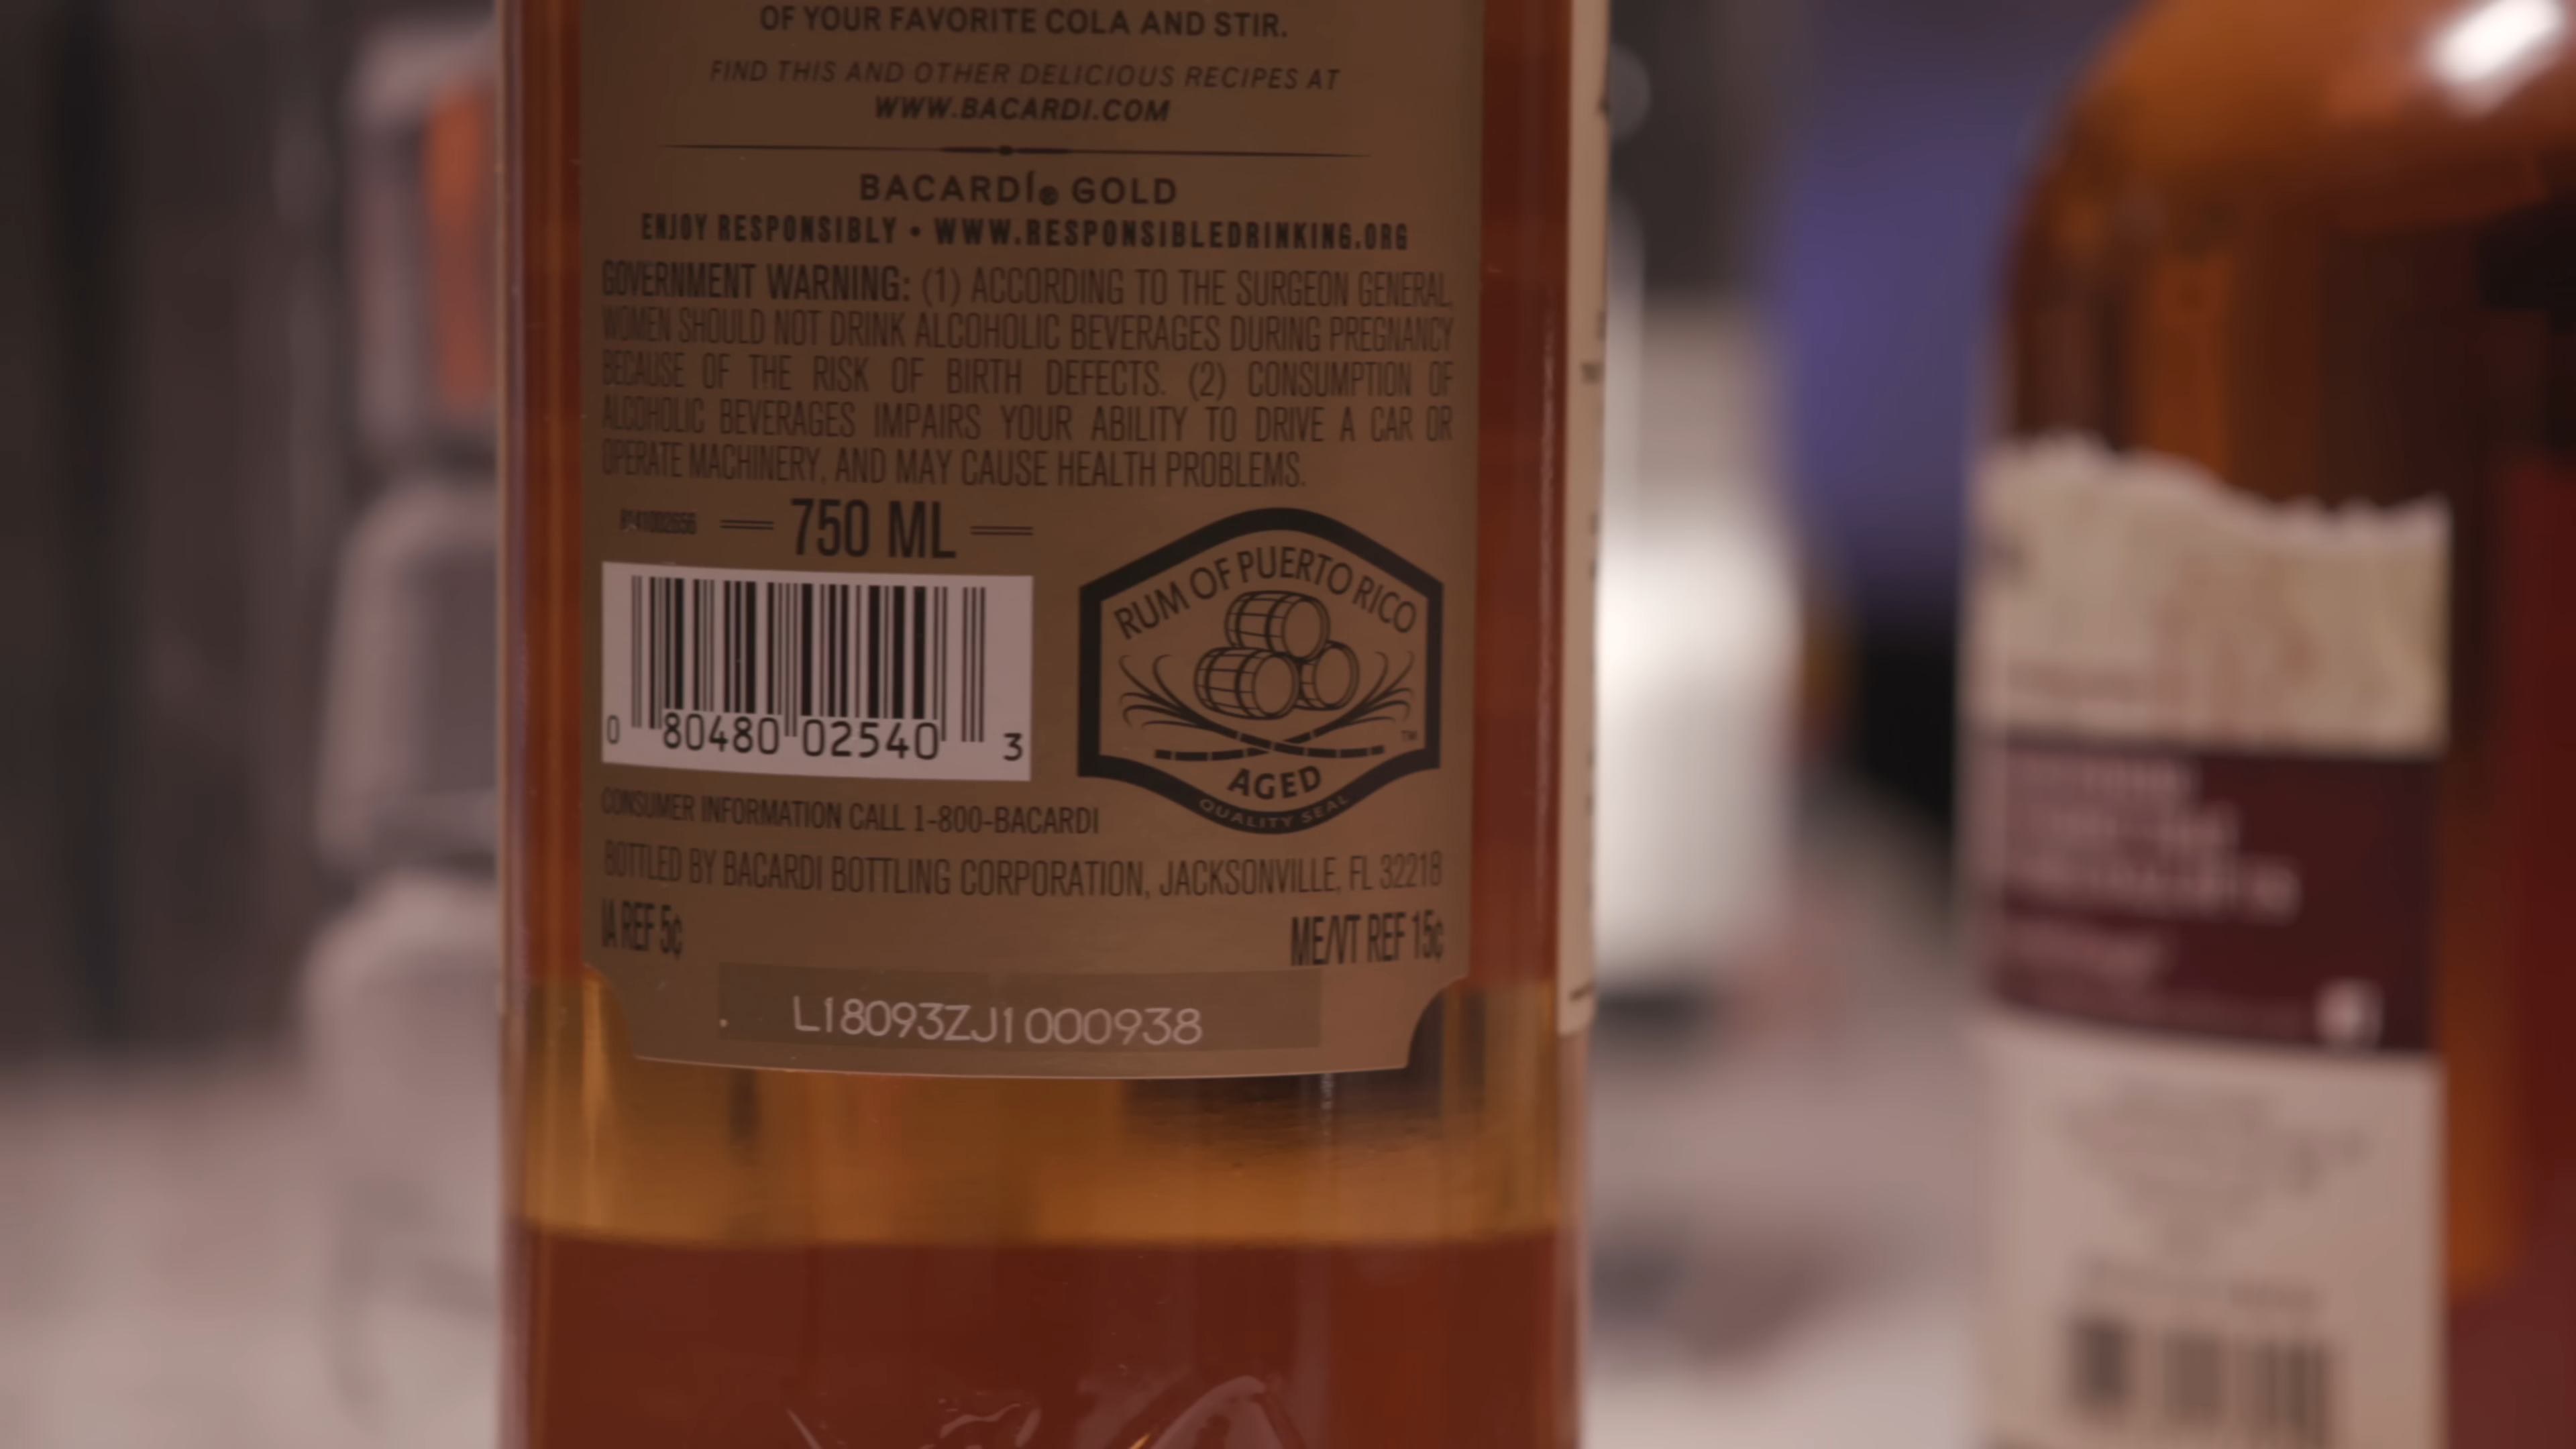 OF YOUR FAVORITE COLA AND STIR.
FIND THIS AND OTHER DELICIOUS RECIPES AT
WWW.BACARDI.COM
BACARDÍ® GOLD
ENJOY RESPONSIBLY • WWW.RESPONSIBLEDRINKING.ORG
GOVERNMENT WARNING: (1) ACCORDING TO THE SURGEON GENERAL,
WOMEN SHOULD NOT DRINK ALCOHOLIC BEVERAGES DURING PREGNANCY
BECAUSE OF THE RISK OF BIRTH DEFECTS. (2) CONSUMPTION OF
ALCOHOLIC BEVERAGES IMPAIRS YOUR ABILITY TO DRIVE A CAR OR
OPERATE MACHINERY, AND MAY CAUSE HEALTH PROBLEMS.
750 ML
RUM OF PUERTO RICO
TM
AGED
QUALITY SEAL
0 80480 02540 3
CONSUMER INFORMATION CALL 1-800-BACARDI
BOTTLED BY BACARDI BOTTLING CORPORATION, JACKSONVILLE, FL 32218
IA REF 5¢ ME/VT REF 15¢
L18093ZJ1000938